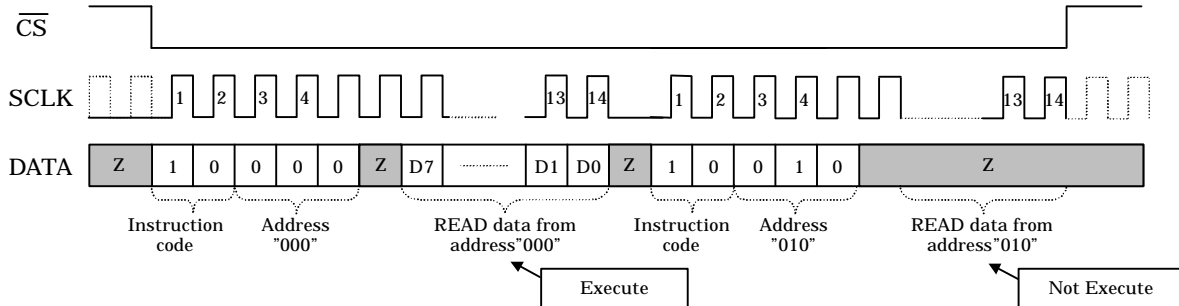 CS
SCLK 1 2 3 4 13 14 1 2 3 4 13 14
DATA Z 1 0 0 0 0 Z D7 D1 D0 Z 1 0 0 1 0 Z
Instruction code
Address "000"
READ data from address"000"
Instruction code
Address "010"
READ data from address"010"
Execute
Not Execute